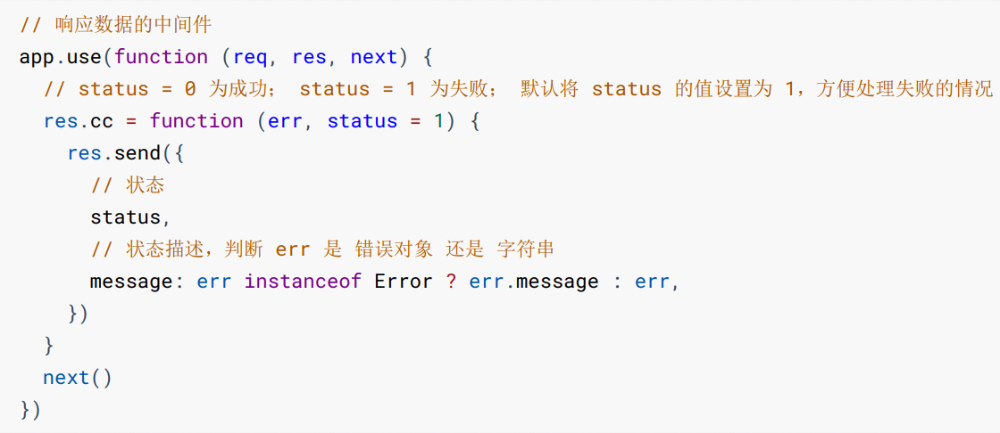 // 响应数据的中间件
app.use(function (req, res, next) {
  // status = 0 为成功； status = 1 为失败； 默认将 status 的值设置为 1，方便处理失败的情况
  res.cc = function (err, status = 1) {
    res.send({
      // 状态
      status,
      // 状态描述，判断 err 是 错误对象 还是 字符串
      message: err instanceof Error ? err.message : err,
    })
  }
  next()
})